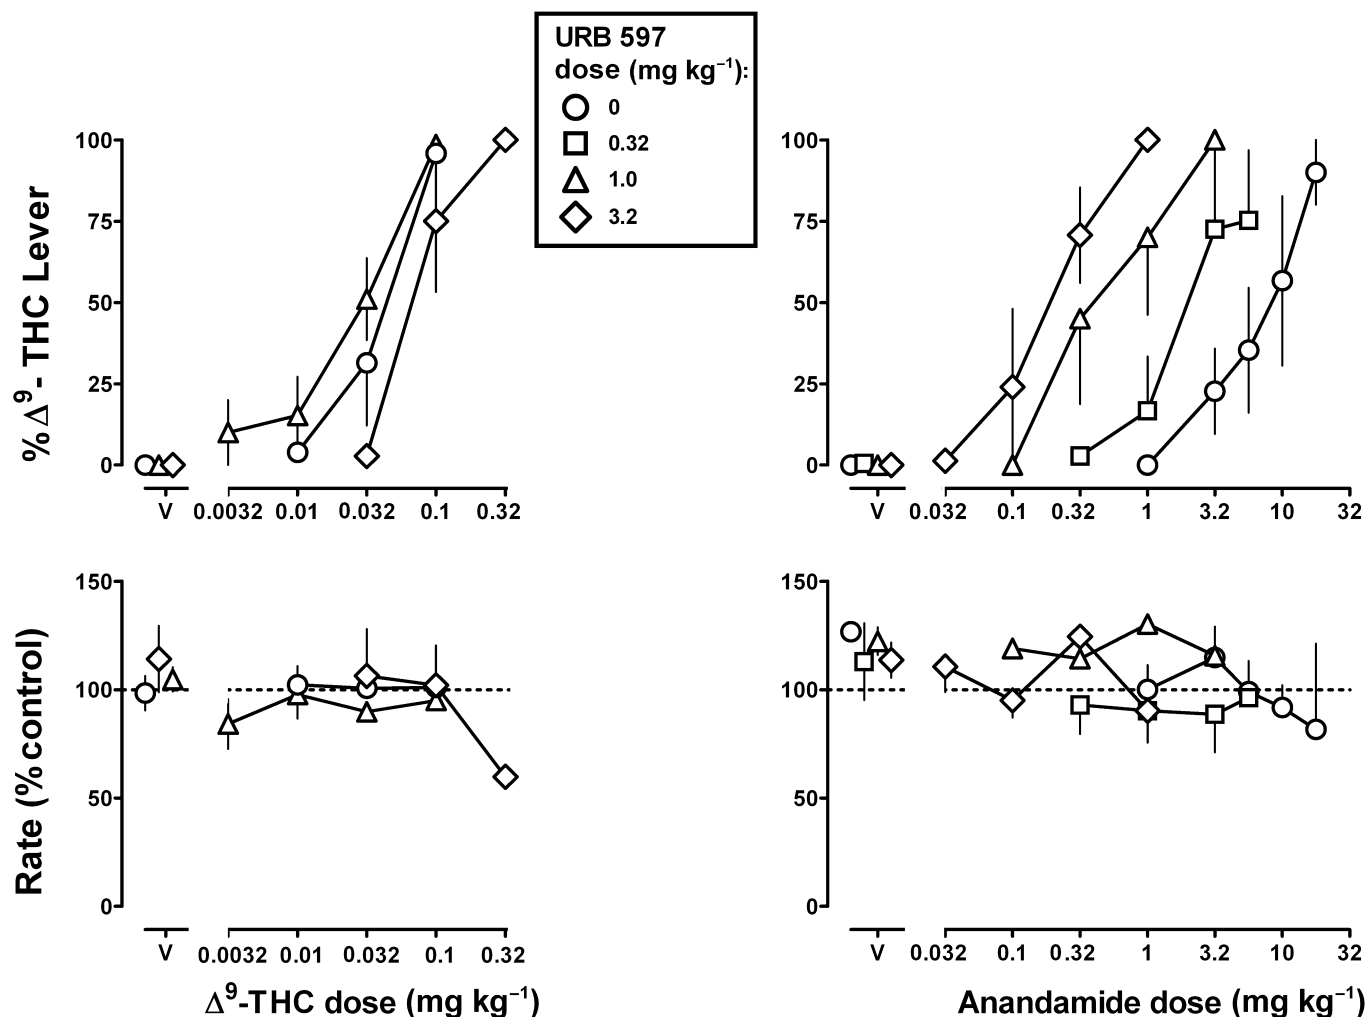 URB 597
dose (mg kg⁻¹):
0
0.32
1.0
3.2
% Δ⁹- THC Lever
100
75
50
25
0
V 0.0032 0.01 0.032 0.1 0.32
100
75
50
25
0
V 0.032 0.1 0.32 1 3.2 10 32
Rate (% control)
150
100
50
0
V 0.0032 0.01 0.032 0.1 0.32
Δ⁹-THC dose (mg kg⁻¹)
150
100
50
0
V 0.032 0.1 0.32 1 3.2 10 32
Anandamide dose (mg kg⁻¹)